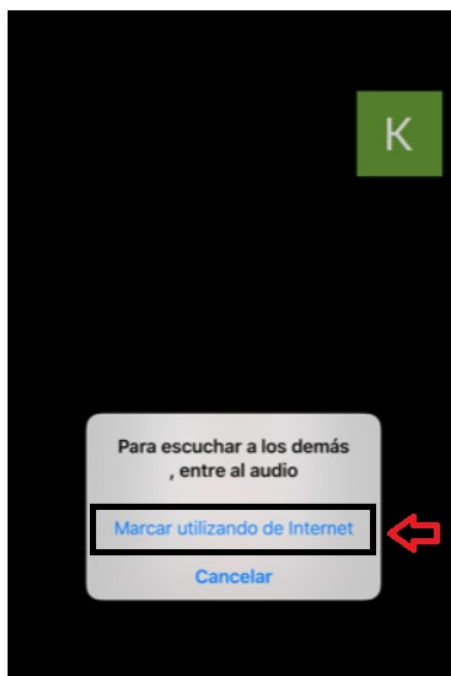 K
Para escuchar a los demás
, entre al audio
Marcar utilizando de Internet
Cancelar